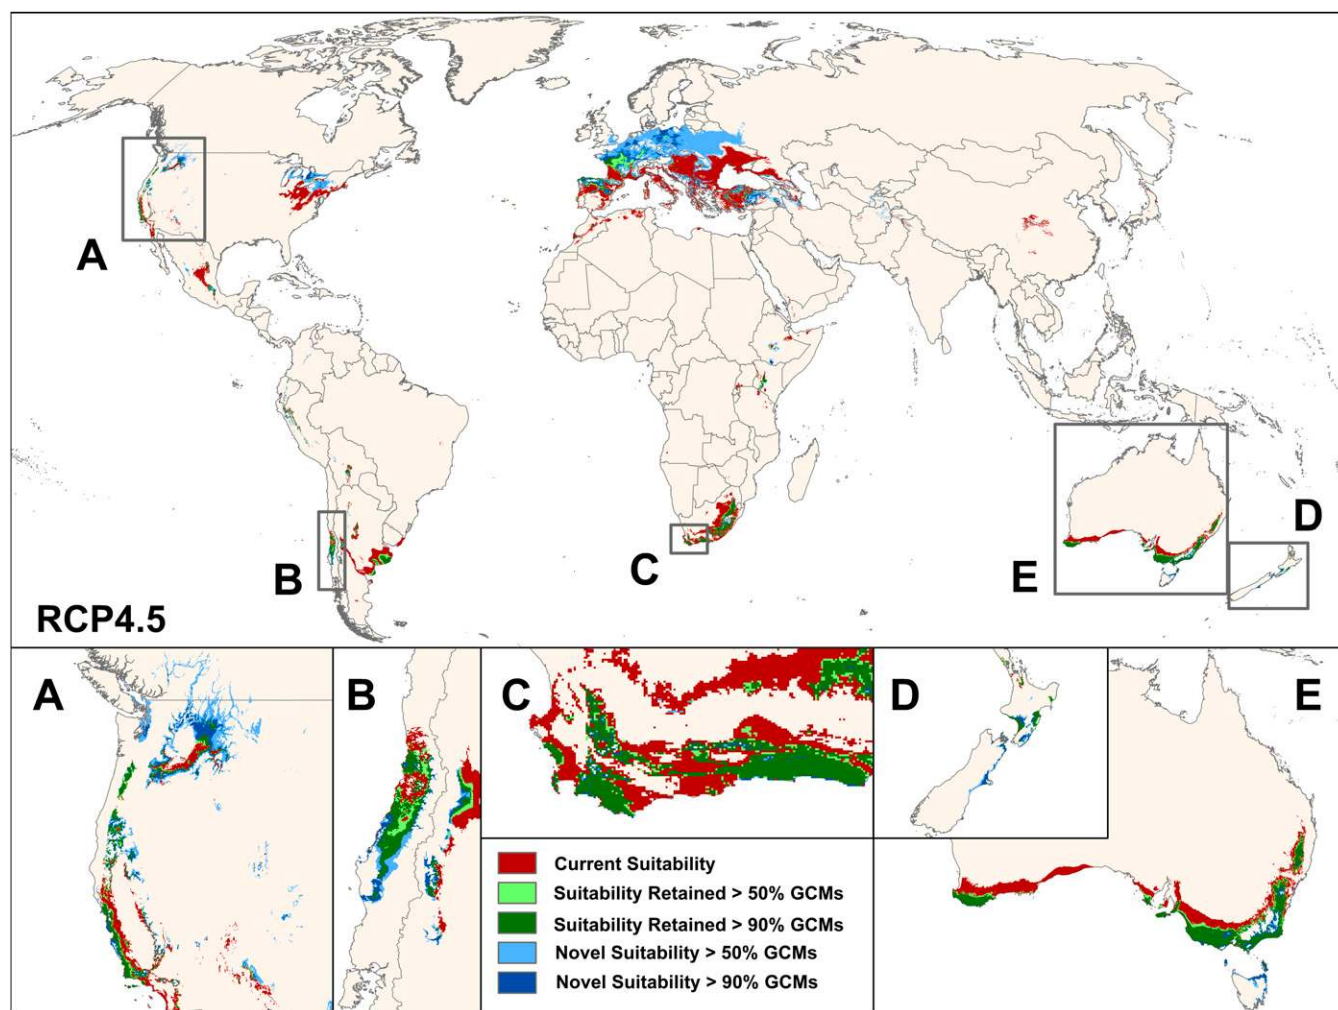 A
B
C
D
E
RCP4.5
A
B
C
D
E
Current Suitability
Suitability Retained > 50% GCMs
Suitability Retained > 90% GCMs
Novel Suitability > 50% GCMs
Novel Suitability > 90% GCMs